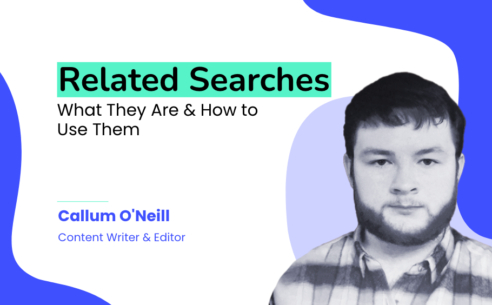 Related Searches
What They Are & How to
Use Them
Callum O'Neill
Content Writer & Editor